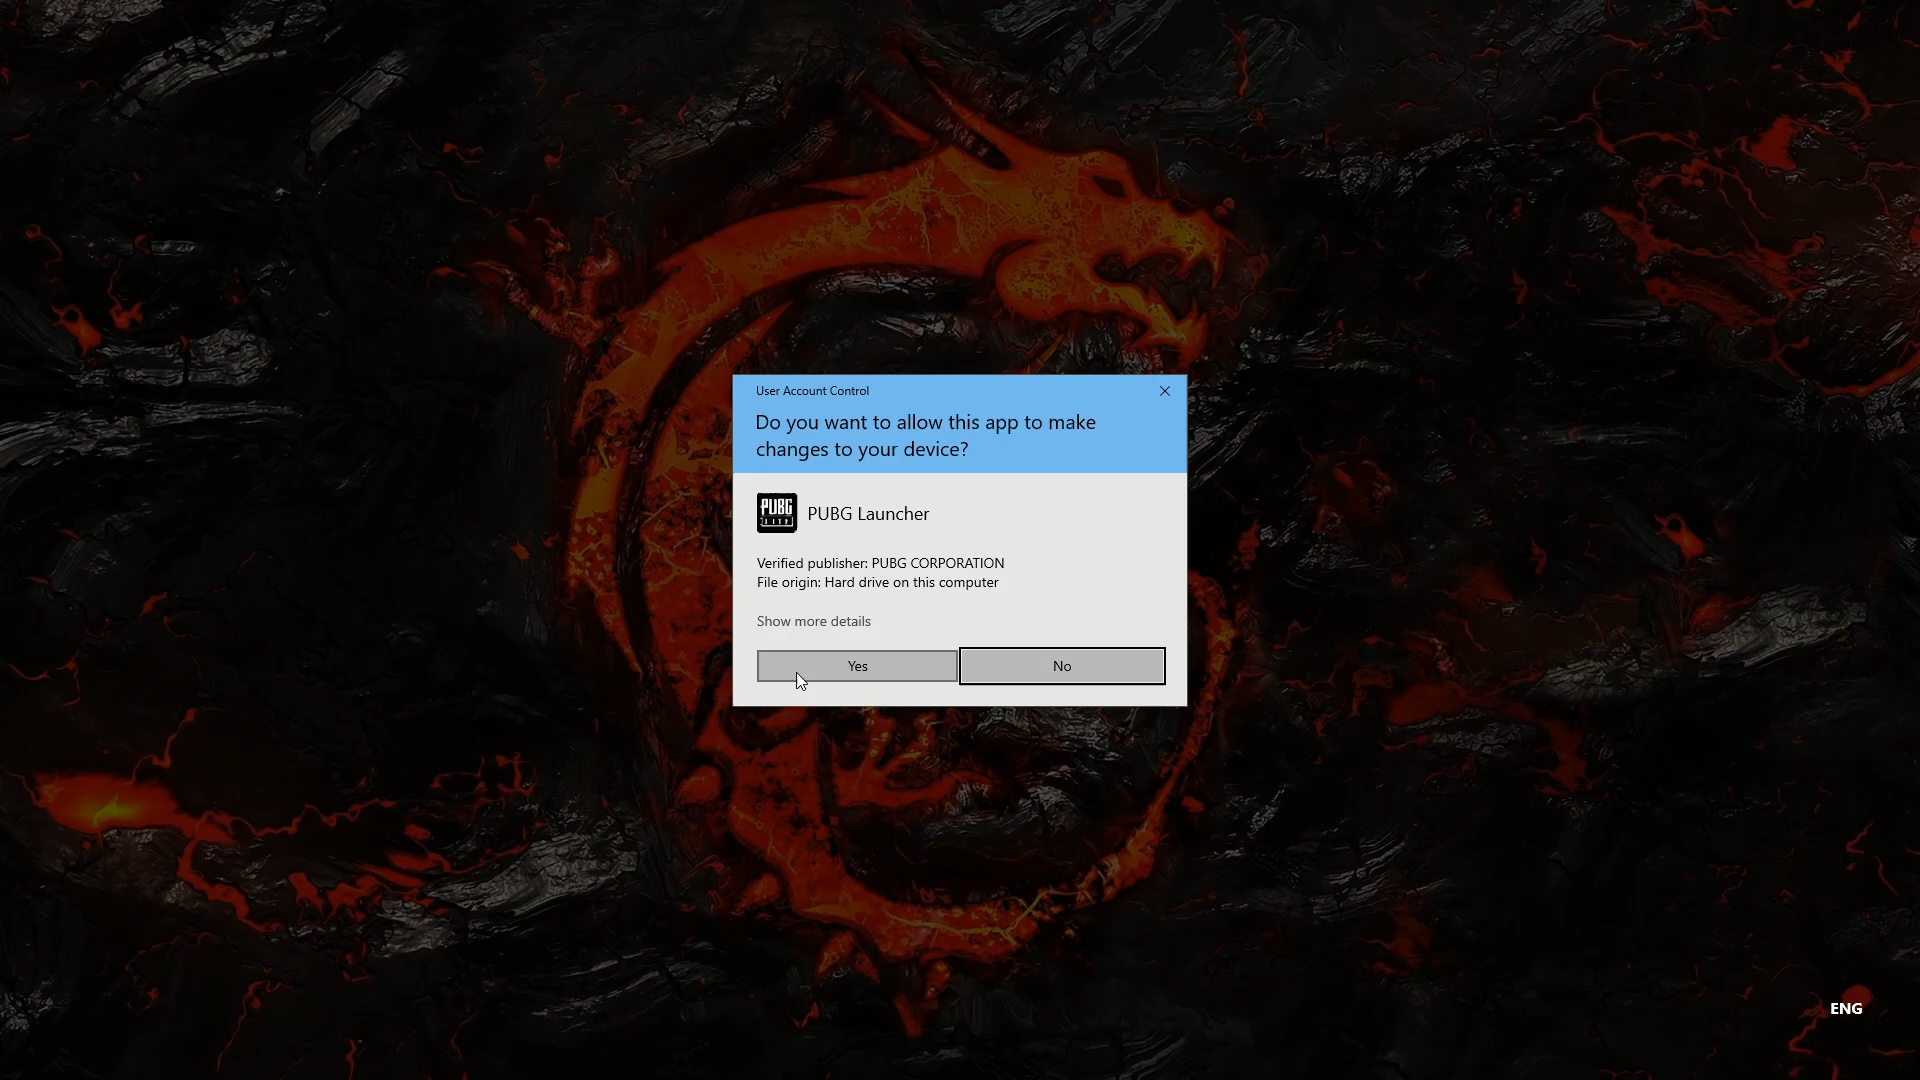 User Account Control
Do you want to allow this app to make
changes to your device?
PUBG
LITE
PUBG Launcher
Verified publisher: PUBG CORPORATION
File origin: Hard drive on this computer
Show more details
Yes
No
ENG